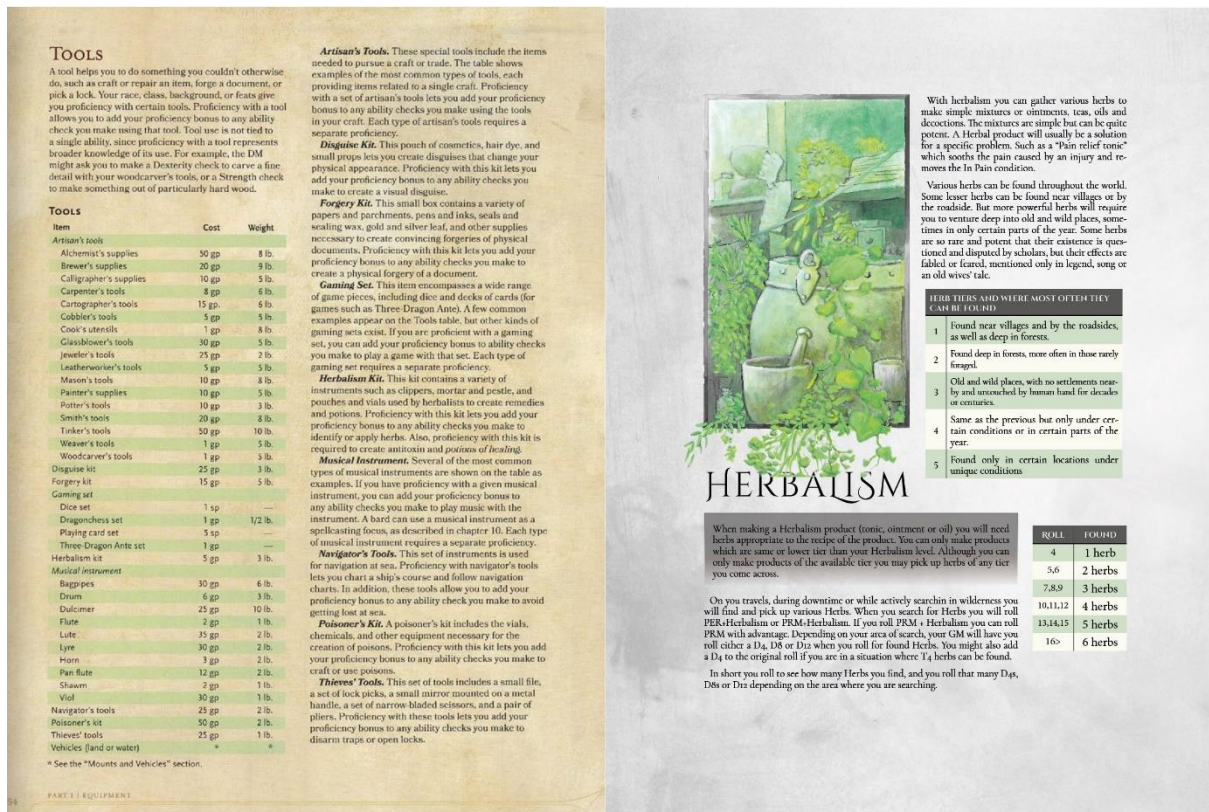 TOOLS
A tool helps you to do something you couldn't otherwise
do, such as craft or repair an item, forge a document, or
pick a lock. Your race, class, background, or feats give
you proficiency with certain tools. Proficiency with a tool
allows you to add your proficiency bonus to any ability
check you make using that tool. Tool use is not tied to
a single ability, since proficiency with a tool represents
broader knowledge of its use. For example, the DM
might ask you to make a Dexterity check to carve a fine
detail with your woodcarver's tools, or a Strength check
to make something out of particularly hard wood.
TOOLS
Item Cost Weight
Artisan's tools
Alchemist's supplies 50 gp 8 lb.
Brewer's supplies 20 gp 9 lb.
Calligrapher's supplies 10 gp 5 lb.
Carpenter's tools 8 gp 6 lb.
Cartographer's tools 15 gp. 6 lb.
Cobbler's tools 5 gp 5 lb.
Cook's utensils 1 gp 8 lb.
Glassblower's tools 30 gp 5 lb.
Jeweler's tools 25 gp 2 lb.
Leatherworker's tools 5 gp 5 lb.
Mason's tools 10 gp 8 lb.
Painter's supplies 10 gp 5 lb.
Potter's tools 10 gp 3 lb.
Smith's tools 20 gp 8 lb.
Tinker's tools 50 gp 10 lb.
Weaver's tools 1 gp 5 lb.
Woodcarver's tools 1 gp 5 lb.
Disguise kit 25 gp 3 lb.
Forgery kit 15 gp 5 lb.
Gaming set
Dice set 1 sp —
Dragonchess set 1 gp 1/2 lb.
Playing card set 5 sp —
Three-Dragon Ante set 1 gp —
Herbalism kit 5 gp 3 lb.
Musical instrument
Bagpipes 30 gp 6 lb.
Drum 6 gp 3 lb.
Dulcimer 25 gp 10 lb.
Flute 2 gp 1 lb.
Lute 35 gp 2 lb.
Lyre 30 gp 2 lb.
Horn 3 gp 2 lb.
Pan flute 12 gp 2 lb.
Shawm 2 gp 1 lb.
Viol 30 gp 1 lb.
Navigator's tools 25 gp 2 lb.
Poisoner's kit 50 gp 2 lb.
Thieves' tools 25 gp 1 lb.
Vehicles (land or water) * *
* See the "Mounts and Vehicles" section.
54 PART 1 | EQUIPMENT
Artisan's Tools. These special tools include the items
needed to pursue a craft or trade. The table shows
examples of the most common types of tools, each
providing items related to a single craft. Proficiency
with a set of artisan's tools lets you add your proficiency
bonus to any ability checks you make using the tools
in your craft. Each type of artisan's tools requires a
separate proficiency.
Disguise Kit. This pouch of cosmetics, hair dye, and
small props lets you create disguises that change your
physical appearance. Proficiency with this kit lets you
add your proficiency bonus to any ability checks you
make to create a visual disguise.
Forgery Kit. This small box contains a variety of
papers and parchments, pens and inks, seals and
sealing wax, gold and silver leaf, and other supplies
necessary to create convincing forgeries of physical
documents. Proficiency with this kit lets you add your
proficiency bonus to any ability checks you make to
create a physical forgery of a document.
Gaming Set. This item encompasses a wide range
of game pieces, including dice and decks of cards (for
games such as Three-Dragon Ante). A few common
examples appear on the Tools table, but other kinds of
gaming sets exist. If you are proficient with a gaming
set, you can add your proficiency bonus to ability checks
you make to play a game with that set. Each type of
gaming set requires a separate proficiency.
Herbalism Kit. This kit contains a variety of
instruments such as clippers, mortar and pestle, and
pouches and vials used by herbalists to create remedies
and potions. Proficiency with this kit lets you add your
proficiency bonus to any ability checks you make to
identify or apply herbs. Also, proficiency with this kit is
required to create antitoxin and potions of healing.
Musical Instrument. Several of the most common
types of musical instruments are shown on the table as
examples. If you have proficiency with a given musical
instrument, you can add your proficiency bonus to
any ability checks you make to play music with the
instrument. A bard can use a musical instrument as a
spellcasting focus, as described in chapter 10. Each type
of musical instrument requires a separate proficiency.
Navigator's Tools. This set of instruments is used
for navigation at sea. Proficiency with navigator's tools
lets you chart a ship's course and follow navigation
charts. In addition, these tools allow you to add your
proficiency bonus to any ability check you make to avoid
getting lost at sea.
Poisoner's Kit. A poisoner's kit includes the vials,
chemicals, and other equipment necessary for the
creation of poisons. Proficiency with this kit lets you add
your proficiency bonus to any ability checks you make to
craft or use poisons.
Thieves' Tools. This set of tools includes a small file,
a set of lock picks, a small mirror mounted on a metal
handle, a set of narrow-bladed scissors, and a pair of
pliers. Proficiency with these tools lets you add your
proficiency bonus to any ability checks you make to
disarm traps or open locks.
With herbalism you can gather various herbs to
make simple mixtures or ointments, teas, oils and
decoctions. The mixtures are simple but can be quite
potent. A Herbal product will usually be a solution
for a specific problem. Such as a "Pain relief tonic"
which sooths the pain caused by an injury and re-
moves the In Pain condition.
Various herbs can be found throughout the world.
Some lesser herbs can be found near villages or by
the roadside. But more powerful herbs will require
you to venture deep into old and wild places, some-
times in only certain parts of the year. Some herbs
are so rare and potent that their existence is ques-
tioned and disputed by scholars, but their effects are
fabled or feared, mentioned only in legend, song or
an old wives' tale.
HERB TIERS AND WHERE MOST OFTEN THEY
CAN BE FOUND
1 Found near villages and by the roadsides,
as well as deep in forests.
2 Found deep in forests, more often in those rarely
foraged.
3 Old and wild places, with no settlements near-
by and untouched by human hand for decades
or centuries.
4 Same as the previous but only under cer-
tain conditions or in certain parts of the
year.
5 Found only in certain locations under
unique conditions
HERBALISM
When making a Herbalism product (tonic, ointment or oil) you will need
herbs appropriate to the recipe of the product. You can only make products
which are same or lower tier than your Herbalism level. Although you can
only make products of the available tier you may pick up herbs of any tier
you come across.
On you travels, during downtime or while actively searchin in wilderness you
will find and pick up various Herbs. When you search for Herbs you will roll
PER+Herbalism or PRM+Herbalism. If you roll PRM + Herbalism you can roll
PRM with advantage. Depending on your area of search, your GM will have you
roll either a D4, D8 or D12 when you roll for found Herbs. You might also add
a D4 to the original roll if you are in a situation where T4 herbs can be found.
In short you roll to see how many Herbs you find, and you roll that many D4s,
D8s or D12 depending on the area where you are searching.
ROLL FOUND
4 1 herb
5,6 2 herbs
7,8,9 3 herbs
10,11,12 4 herbs
13,14,15 5 herbs
16> 6 herbs